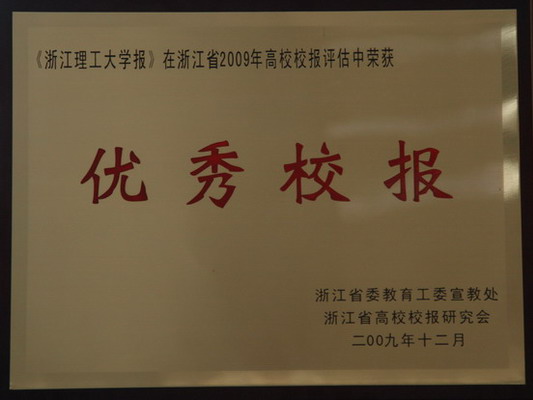 《浙江理工大学报》在浙江省2009年高校校报评估中荣获
优秀校报
浙江省委教育工委宣教处
浙江省高校校报研究会
二00九年十二月